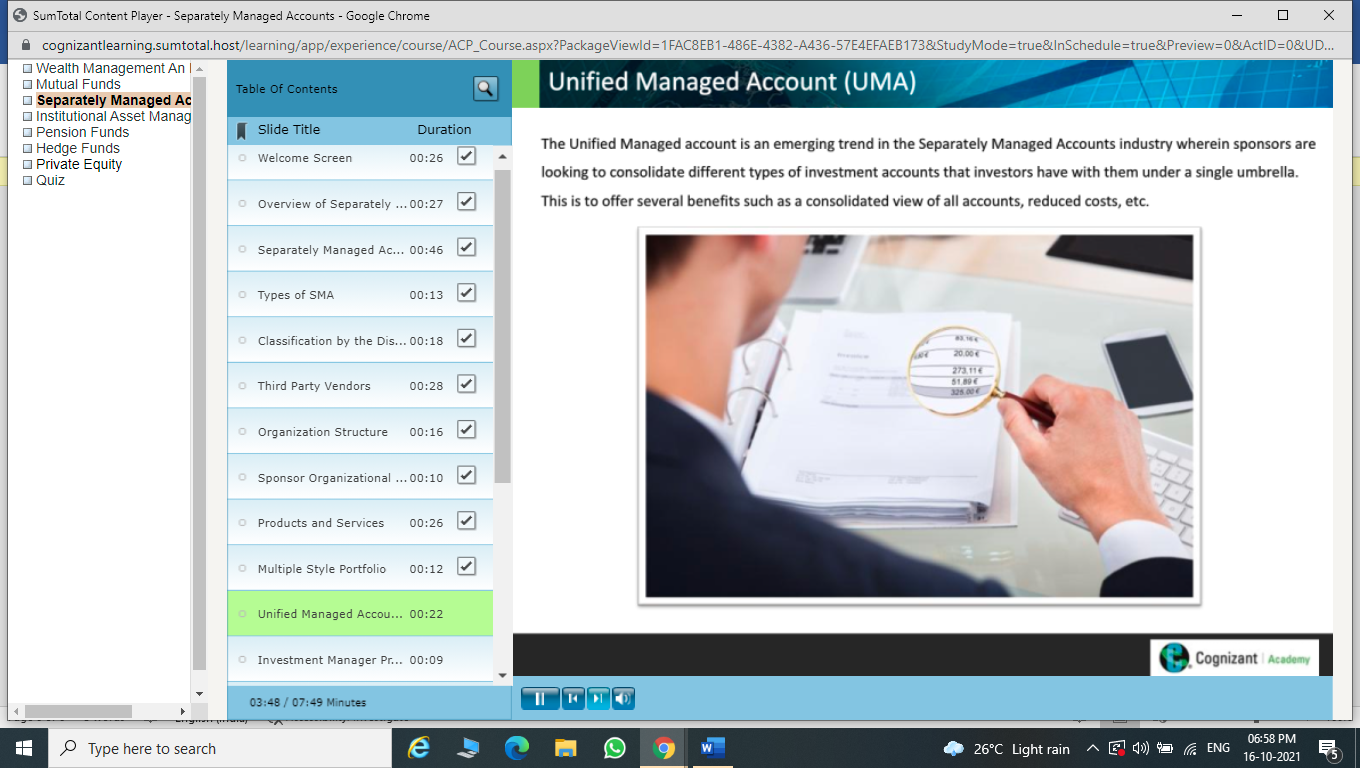 SumTotal Content Player - Separately Managed Accounts - Google Chrome
cognizantlearning.sumtotal.host/learning/app/experience/course/ACP_Course.aspx?PackageViewId=1FAC8EB1-486E-4382-A436-57E4EFAEB173&StudyMode=true&InSchedule=true&Preview=0&ActID=0&UD...
Wealth Management An
Mutual Funds
Separately Managed Ac
Institutional Asset Manag
Pension Funds
Hedge Funds
Private Equity
Quiz
Table Of Contents
Slide Title Duration
Welcome Screen 00:26
Overview of Separately ... 00:27
Separately Managed Ac... 00:46
Types of SMA 00:13
Classification by the Dis... 00:18
Third Party Vendors 00:28
Organization Structure 00:16
Sponsor Organizational ... 00:10
Products and Services 00:26
Multiple Style Portfolio 00:12
Unified Managed Accou... 00:22
Investment Manager Pr... 00:09
03:48 / 07:49 Minutes
Unified Managed Account (UMA)
The Unified Managed account is an emerging trend in the Separately Managed Accounts industry wherein sponsors are
looking to consolidate different types of investment accounts that investors have with them under a single umbrella.
This is to offer several benefits such as a consolidated view of all accounts, reduced costs, etc.
20,00 €
273,11 €
51,89 €
325,00 €
Cognizant | Academy
Type here to search
26°C Light rain
ENG
06:58 PM
16-10-2021
5